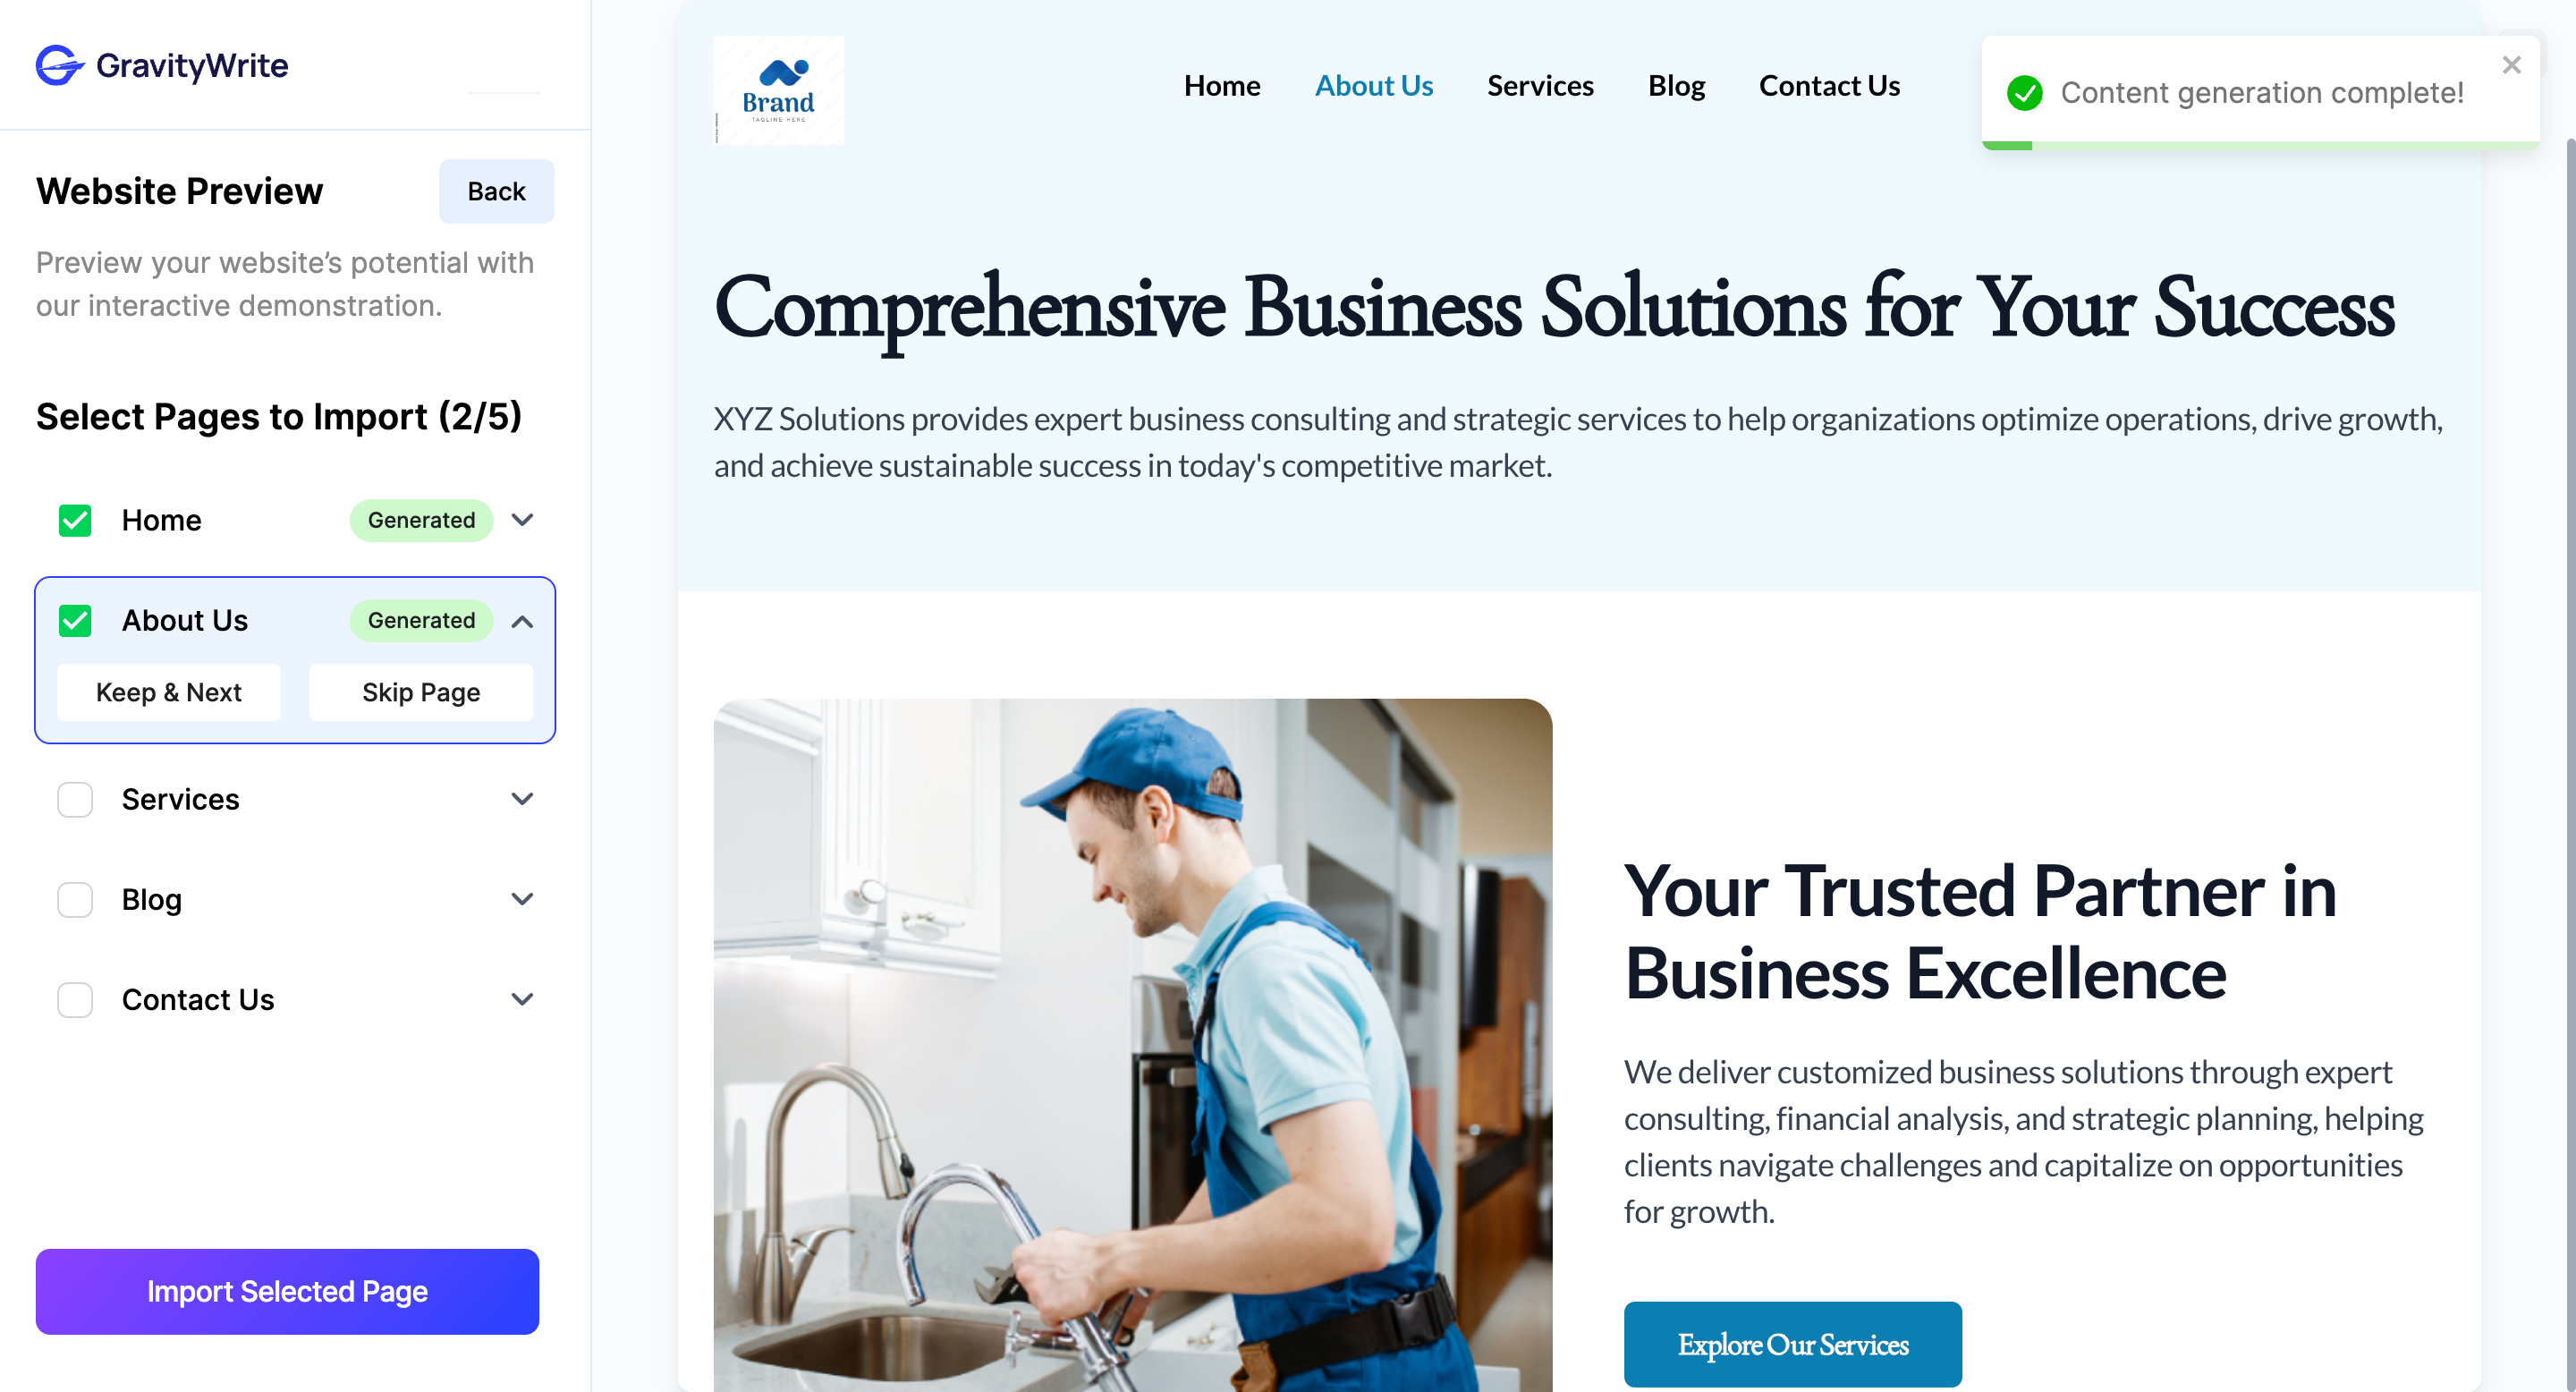 GravityWrite
Website Preview
Back
Preview your website’s potential with
our interactive demonstration.
Select Pages to Import (2/5)
Home
Generated
About Us
Generated
Keep & Next
Skip Page
Services
Blog
Contact Us
Import Selected Page
Brand
TAGLINE HERE
Home
About Us
Services
Blog
Contact Us
Content generation complete!
Comprehensive Business Solutions for Your Success
XYZ Solutions provides expert business consulting and strategic services to help organizations optimize operations, drive growth,
and achieve sustainable success in today's competitive market.
Your Trusted Partner in
Business Excellence
We deliver customized business solutions through expert
consulting, financial analysis, and strategic planning, helping
clients navigate challenges and capitalize on opportunities
for growth.
Explore Our Services